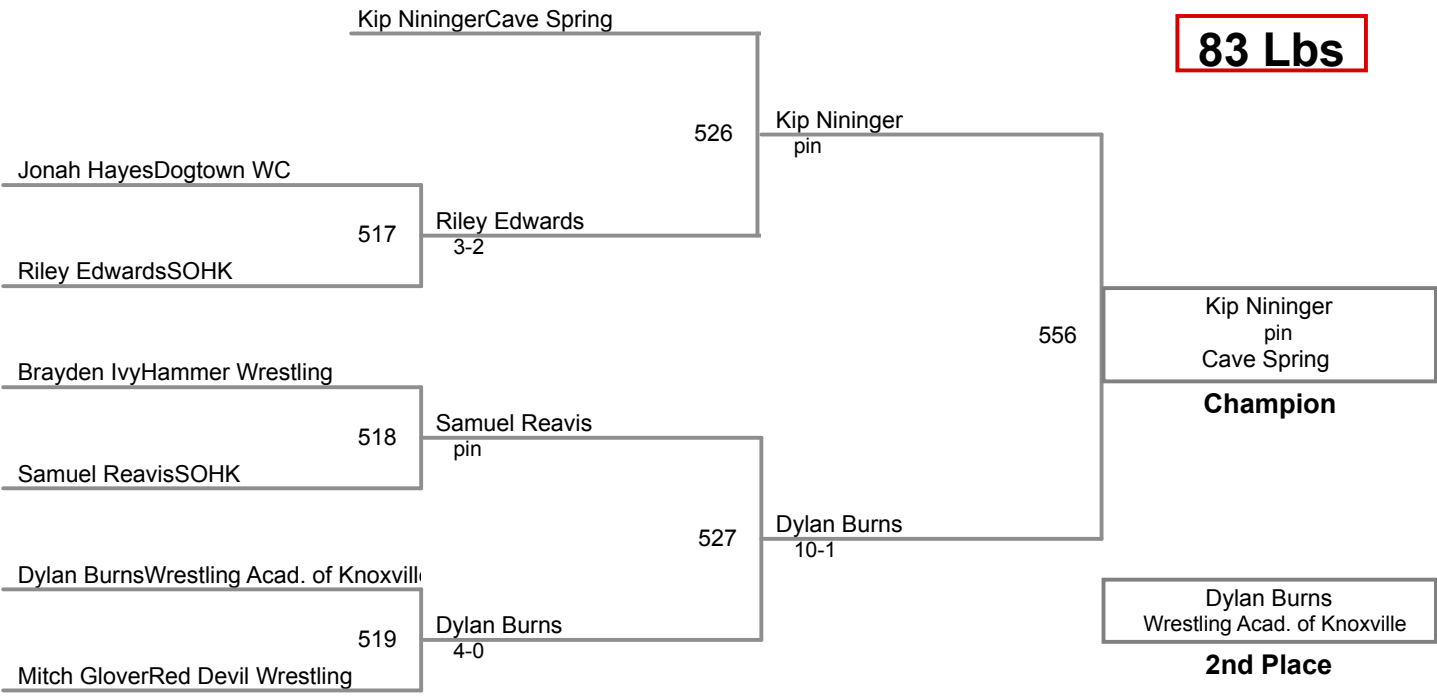 Kip NiningerCave Spring
83 Lbs
526
Kip Nininger
pin
Jonah HayesDogtown WC
517
Riley Edwards
3-2
Riley EdwardsSOHK
556
Kip Nininger
pin
Cave Spring
Champion
Brayden IvyHammer Wrestling
518
Samuel Reavis
pin
Samuel ReavisSOHK
527
Dylan Burns
10-1
Dylan BurnsWrestling Acad. of Knoxvill
519
Dylan Burns
4-0
Mitch GloverRed Devil Wrestling
Dylan Burns
Wrestling Acad. of Knoxville
2nd Place